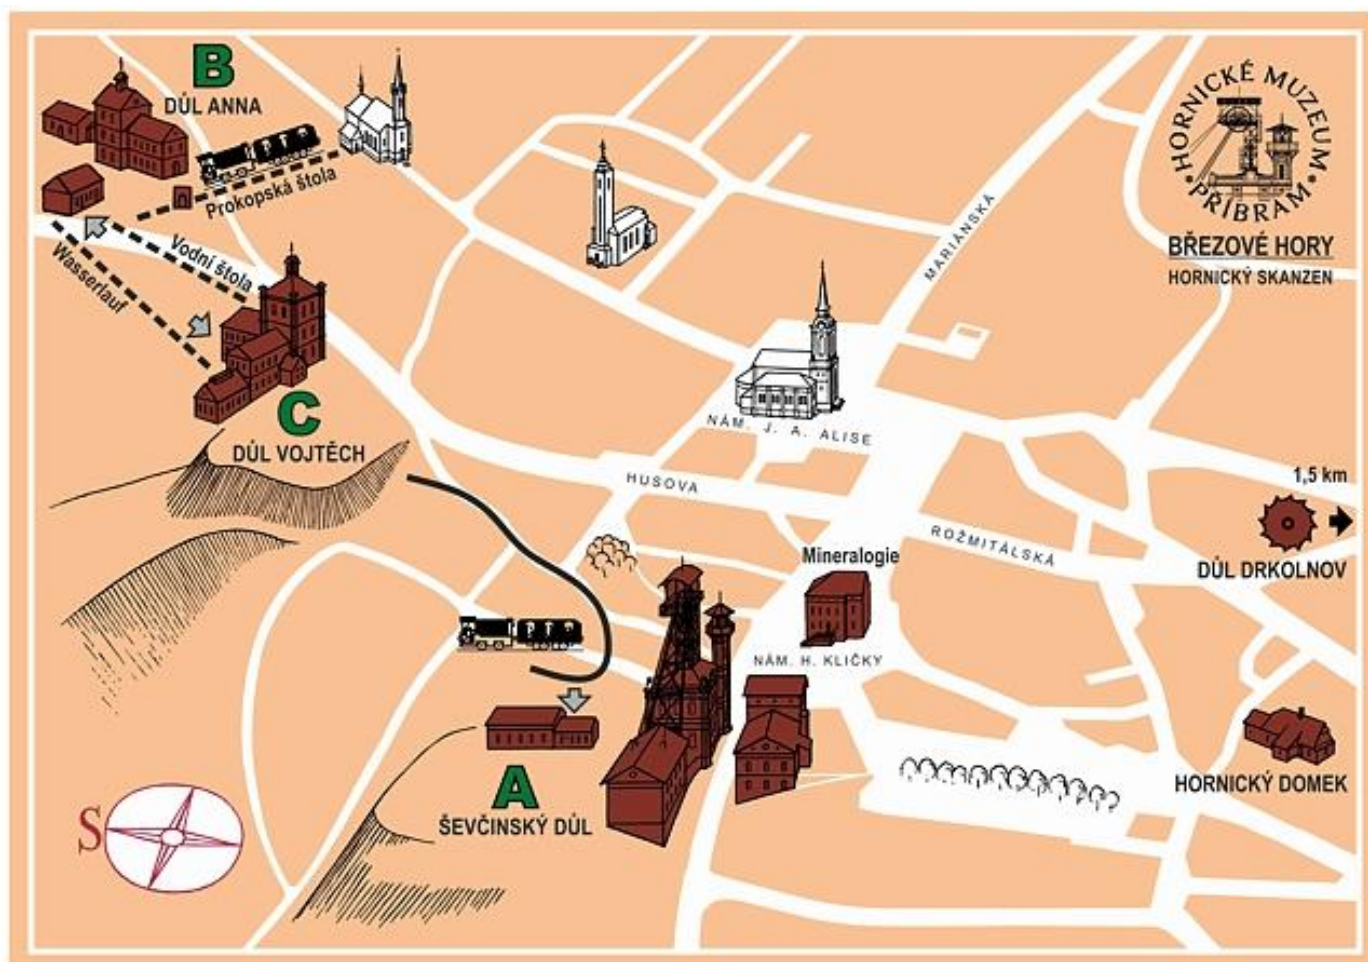 B
DŮL ANNA
Prokopská štola
Vodní štola
Wasserlauf
C
DŮL VOJTĚCH
MARIÁNSKÁ
HORNICKÉ MUZEUM
PŘÍBRAM
BŘEZOVÉ HORY
HORNICKÝ SKANZEN
NÁM. J. A. ALISE
HUSOVA
ROŽMITÁLSKÁ
1,5 km
DŮL DRKOLNOV
Mineralogie
NÁM. H. KLIČKY
A
ŠEVČINSKÝ DŮL
HORNICKÝ DOMEK
S